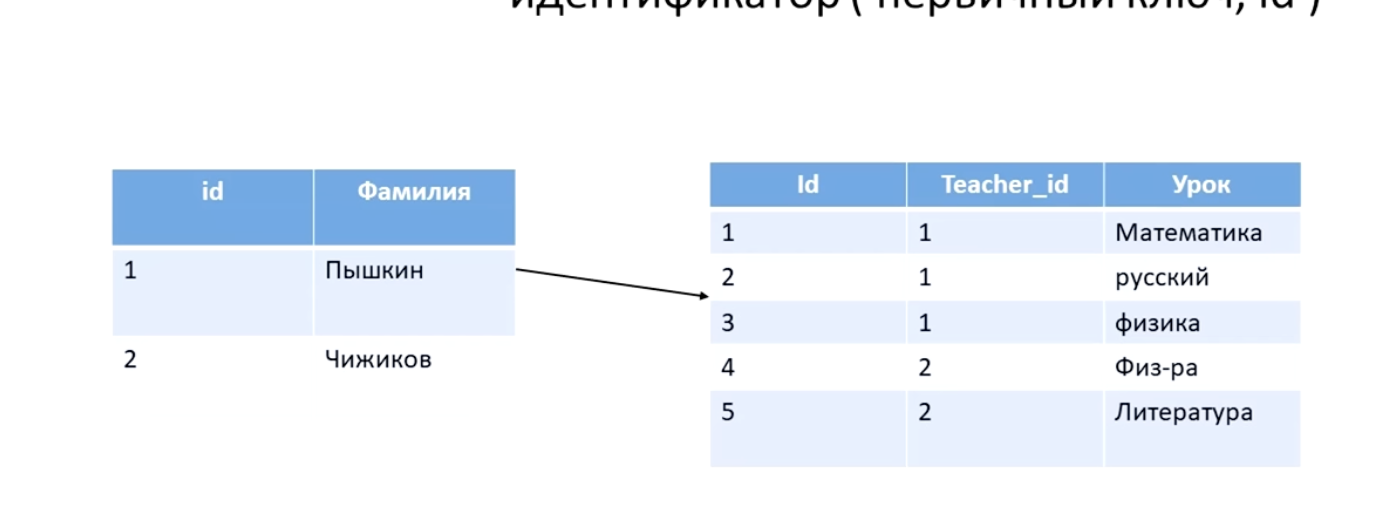 идентификатор ( первичный ключ, id )
id Фамилия
1 Пышкин
2 Чижиков
Id Teacher_id Урок
1 1 Математика
2 1 русский
3 1 физика
4 2 Физ-ра
5 2 Литература